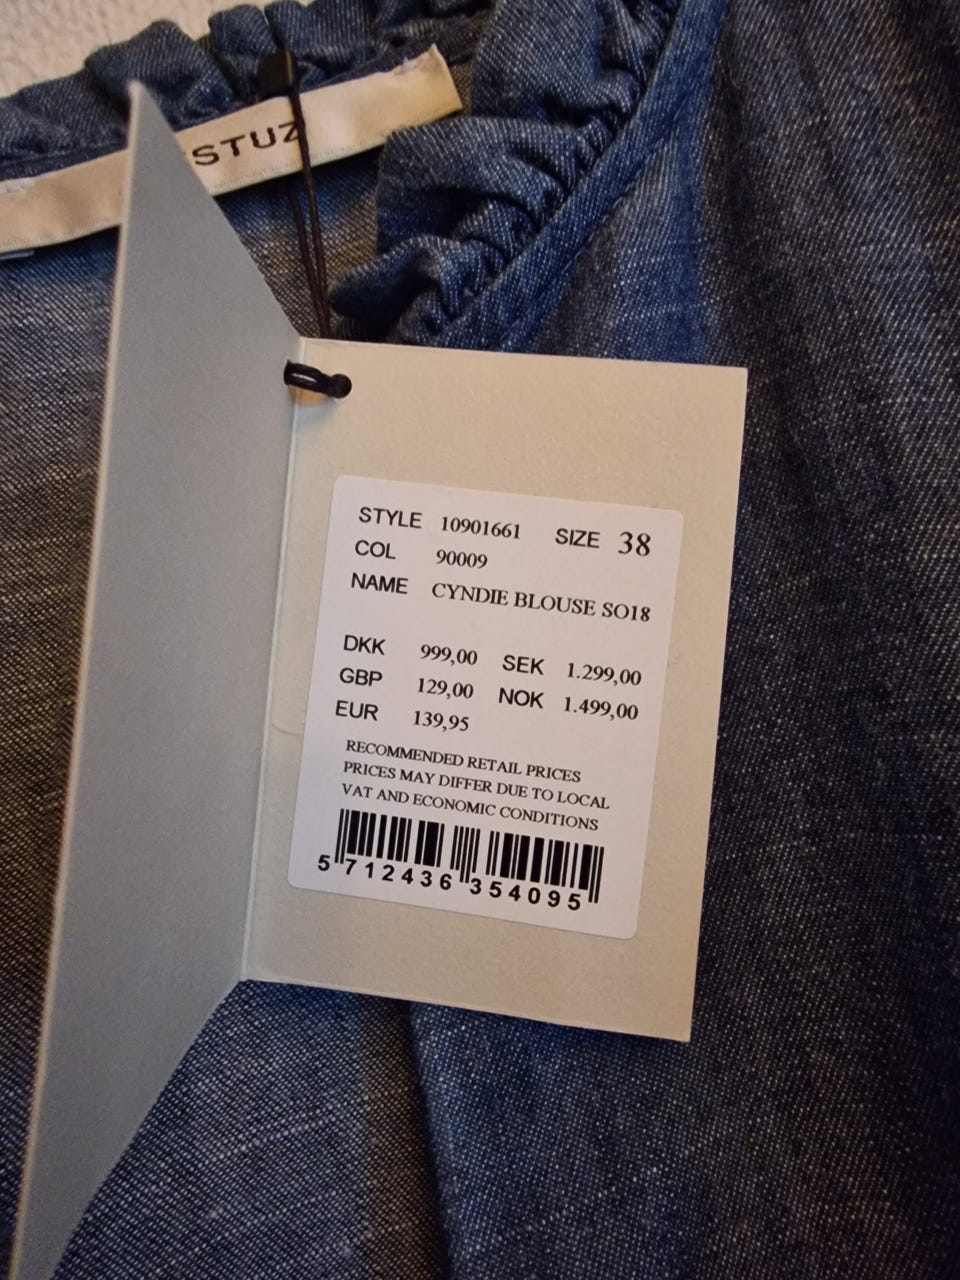 STUZ
STYLE 10901661 SIZE 38
COL 90009
NAME CYNDIE BLOUSE SO18
DKK 999,00 SEK 1.299,00
GBP 129,00 NOK 1.499,00
EUR 139,95
RECOMMENDED RETAIL PRICES
PRICES MAY DIFFER DUE TO LOCAL
VAT AND ECONOMIC CONDITIONS
5 712436 354095